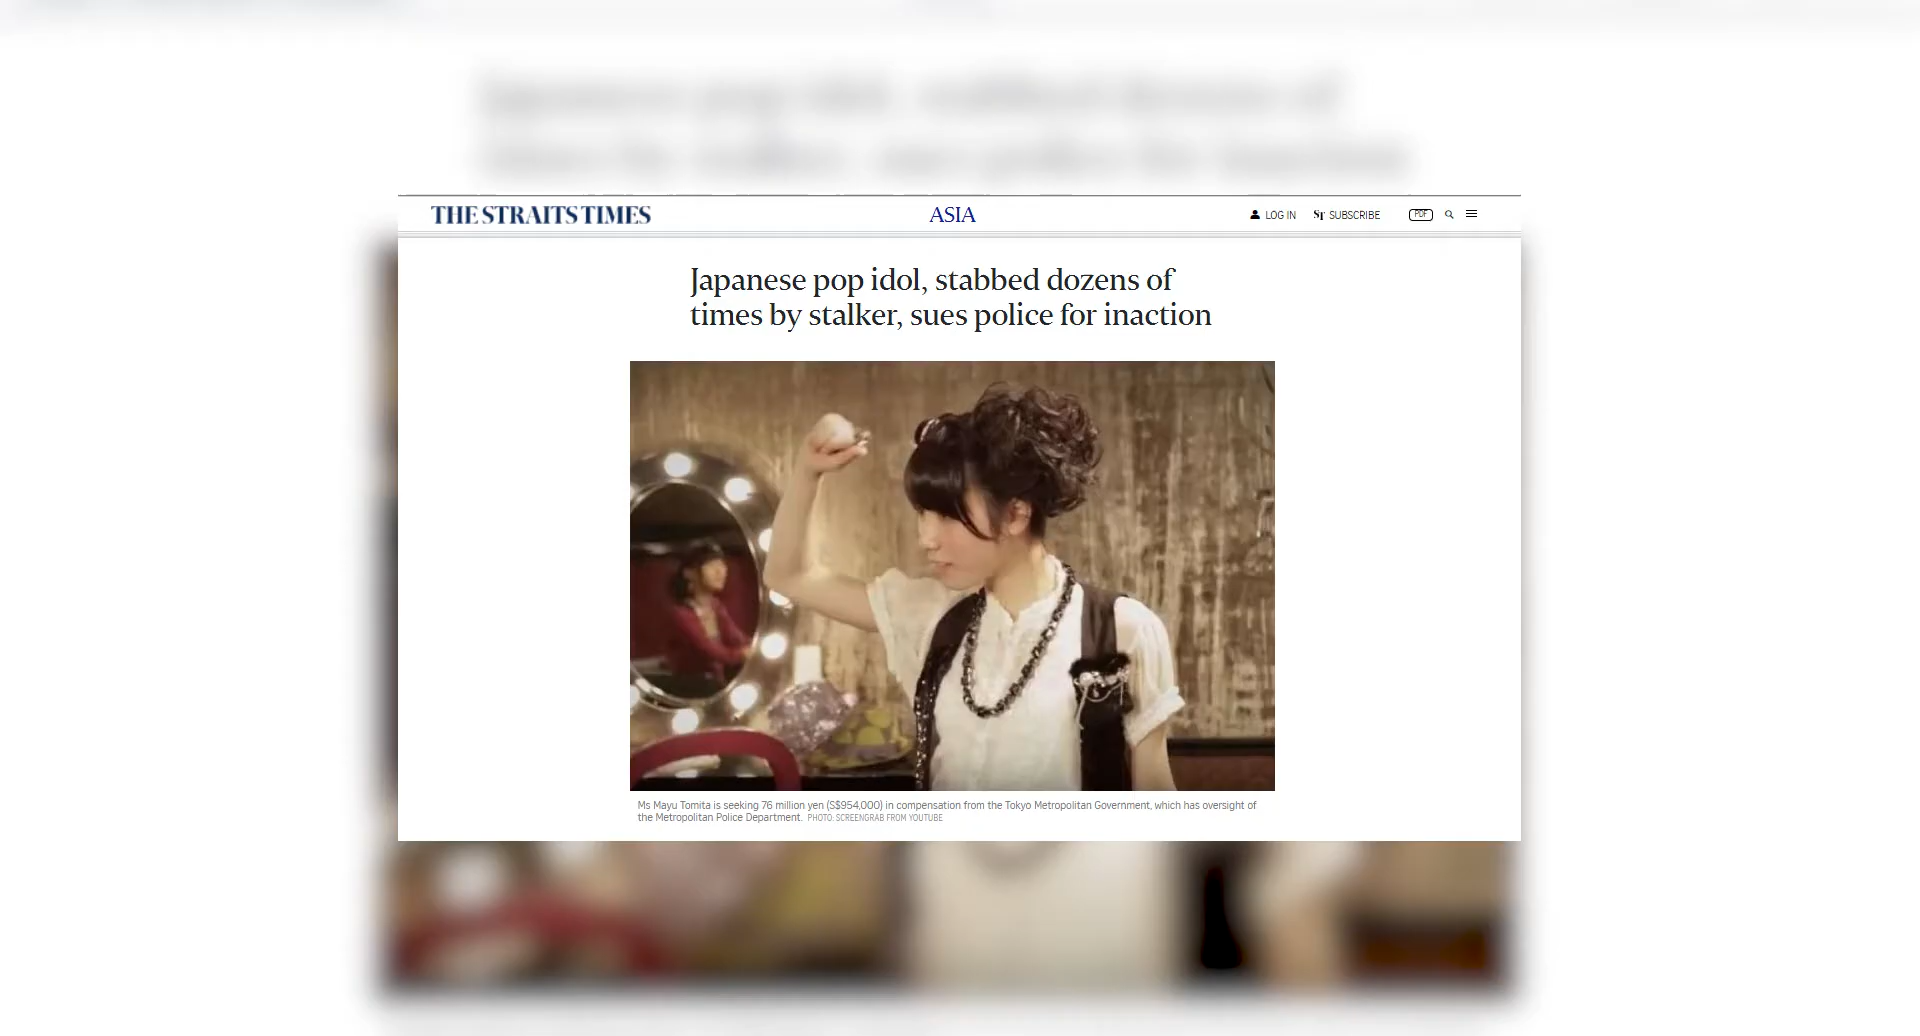 THE STRAITS TIMES
ASIA
LOG IN
ST SUBSCRIBE
PDF
Japanese pop idol, stabbed dozens of
times by stalker, sues police for inaction
Ms Mayu Tomita is seeking 76 million yen (S$954,000) in compensation from the Tokyo Metropolitan Government, which has oversight of
the Metropolitan Police Department. PHOTO: SCREENGRAB FROM YOUTUBE